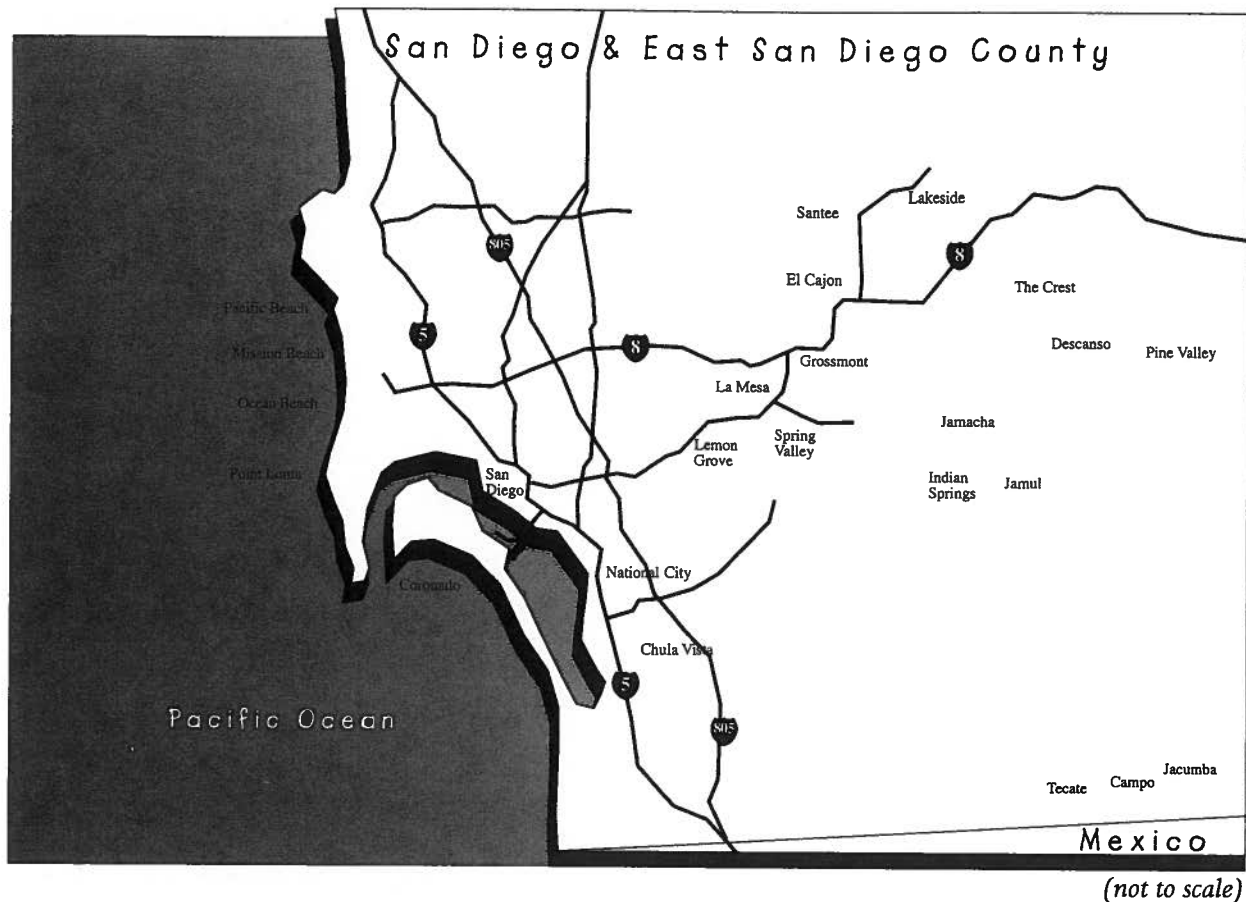 San Diego & East San Diego County
Lakeside
Santee
805
8
El Cajon
The Crest
Pacific Beach
5
8
Descanso
Pine Valley
Mission Beach
Grossmont
La Mesa
Ocean Beach
Jamacha
Lemon
Grove
Spring
Valley
Point Loma
San
Diego
Indian
Springs
Jamul
National City
Coronado
Chula Vista
5
Pacific Ocean
805
Jacumba
Campo
Tecate
Mexico
(not to scale)